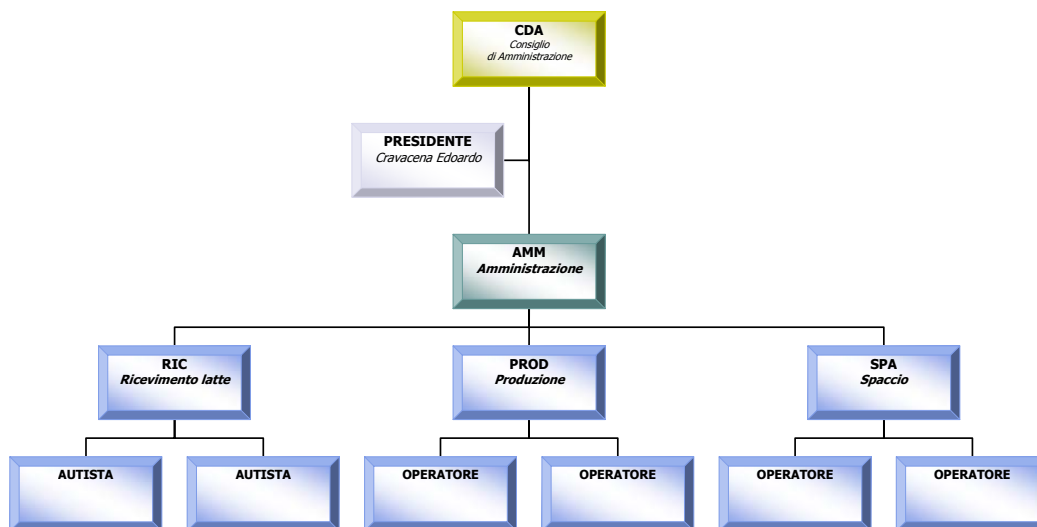 CDA
Consiglio
di Amministrazione
PRESIDENTE
Cravacena Edoardo
AMM
Amministrazione
RIC
Ricevimento latte
PROD
Produzione
SPA
Spaccio
AUTISTA
AUTISTA
OPERATORE
OPERATORE
OPERATORE
OPERATORE